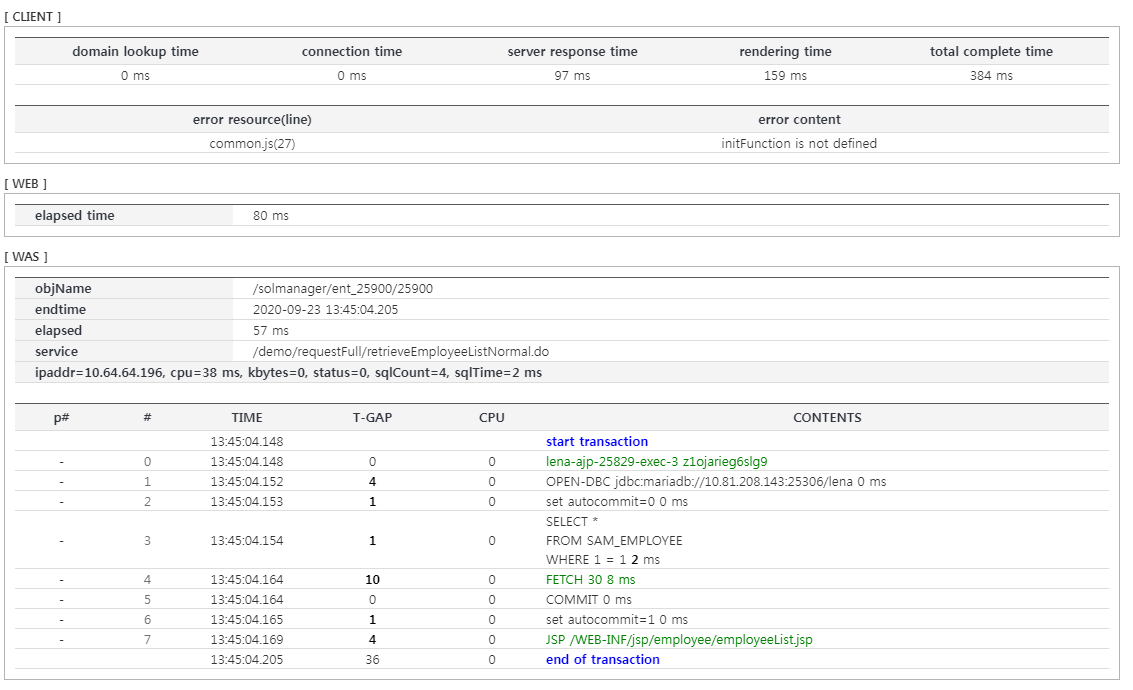 [ CLIENT ]
domain lookup time connection time server response time rendering time total complete time
0 ms 0 ms 97 ms 159 ms 384 ms
error resource(line) error content
common.js(27) initFunction is not defined
[ WEB ]
elapsed time 80 ms
[ WAS ]
objName /solmanager/ent_25900/25900
endtime 2020-09-23 13:45:04.205
elapsed 57 ms
service /demo/requestFull/retrieveEmployeeListNormal.do
ipaddr=10.64.64.196, cpu=38 ms, kbytes=0, status=0, sqlCount=4, sqlTime=2 ms
p# # TIME T-GAP CPU CONTENTS
13:45:04.148 start transaction
- 0 13:45:04.148 0 0 lena-ajp-25829-exec-3 z1ojarieg6slg9
- 1 13:45:04.152 4 0 OPEN-DBC jdbc:mariadb://10.81.208.143:25306/lena 0 ms
- 2 13:45:04.153 1 0 set autocommit=0 0 ms
SELECT *
- 3 13:45:04.154 1 0 FROM SAM_EMPLOYEE
WHERE 1 = 1 2 ms
- 4 13:45:04.164 10 0 FETCH 30 8 ms
- 5 13:45:04.164 0 0 COMMIT 0 ms
- 6 13:45:04.165 1 0 set autocommit=1 0 ms
- 7 13:45:04.169 4 0 JSP /WEB-INF/jsp/employee/employeeList.jsp
13:45:04.205 36 0 end of transaction